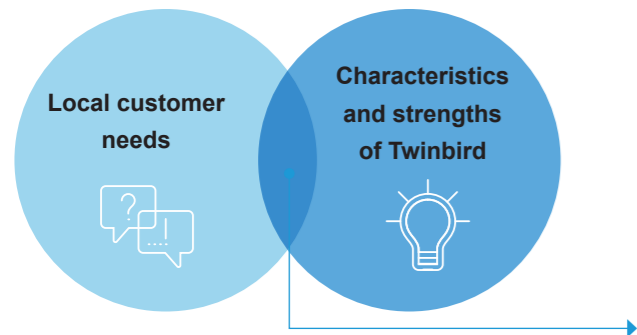 Local customer
needs
Characteristics
and strengths
of Twinbird
?
!
....